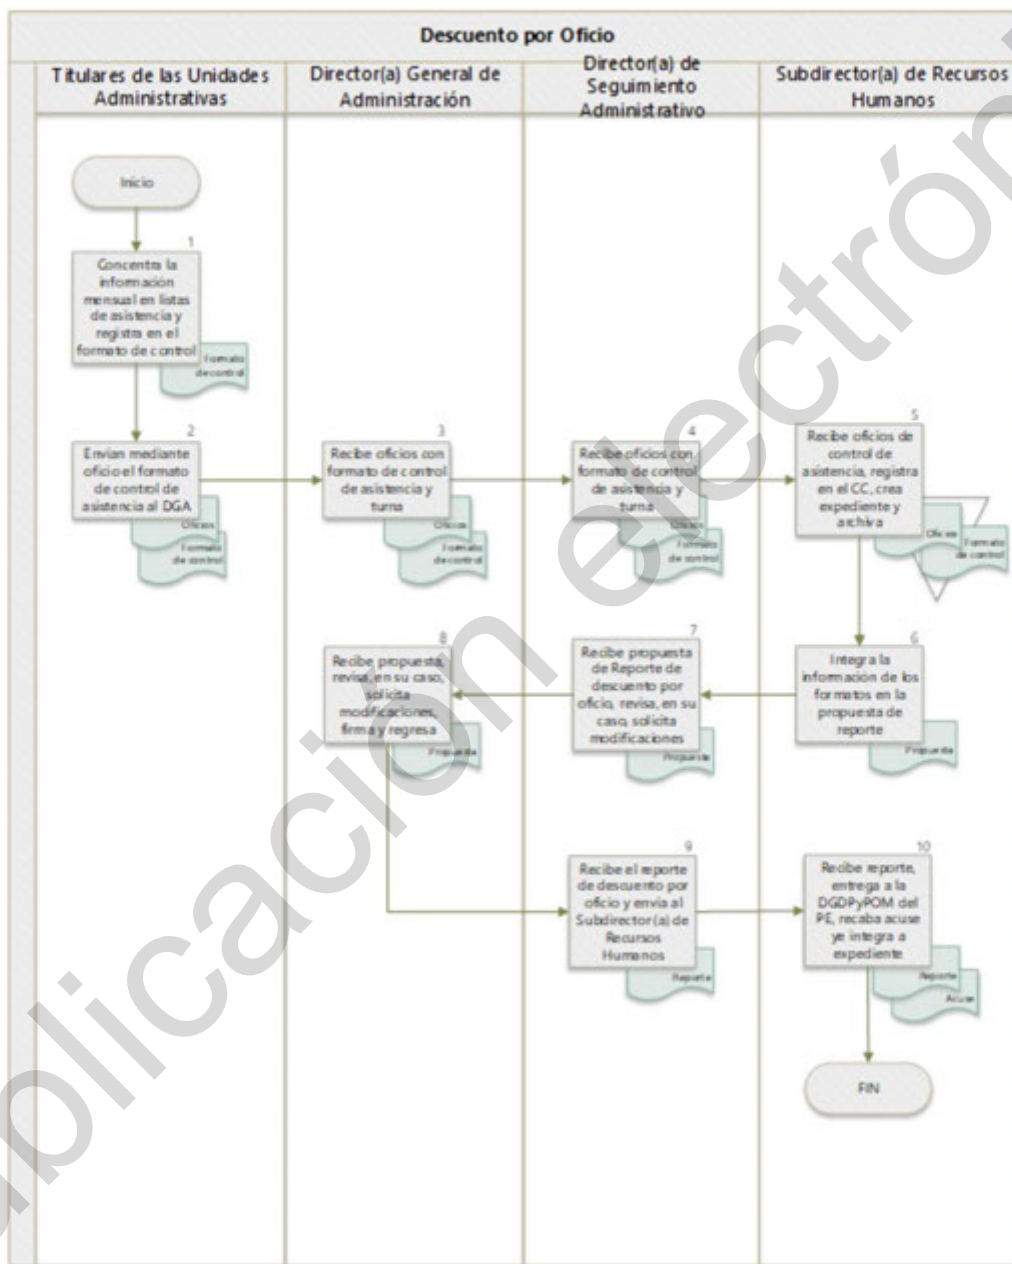 Descuento por Oficio
Titulares de las Unidades
Administrativas
Director(a) General de
Administración
Director(a) de
Seguimiento
Administrativo
Subdirector(a) de Recursos
Humanos
Inicio
1
Concentra la
información
mensual en listas
de asistencia y
registra en el
formato de control
Formato
de control
2
Envían mediante
oficio el formato
de control de
asistencia al DGA
Oficios
Formato
de control
3
Recibe oficios con
formato de control
de asistencia y
turna
Oficios
Formato
de control
4
Recibe oficios con
formato de control
de asistencia y
turna
Oficios
Formato
de control
5
Recibe oficios de
control de
asistencia, registra
en el CC, crea
expediente y
archiva
Oficios
Formato
de control
6
Integra la
información de los
formatos en la
propuesta de
reporte
Propuesta
7
Recibe propuesta
de Reporte de
descuento por
oficio, revisa, en su
caso, solicita
modificaciones
Propuesta
8
Recibe propuesta,
revisa, en su caso,
solicita
modificaciones,
firma y regresa
Propuesta
9
Recibe el reporte
de descuento por
oficio y envía al
Subdirector(a) de
Recursos
Humanos
Reporte
10
Recibe reporte,
entrega a la
DGDPyPOM del
PE, recaba acuse
ye integra a
expediente
Reporte
Acuse
FIN
ublicación electrón